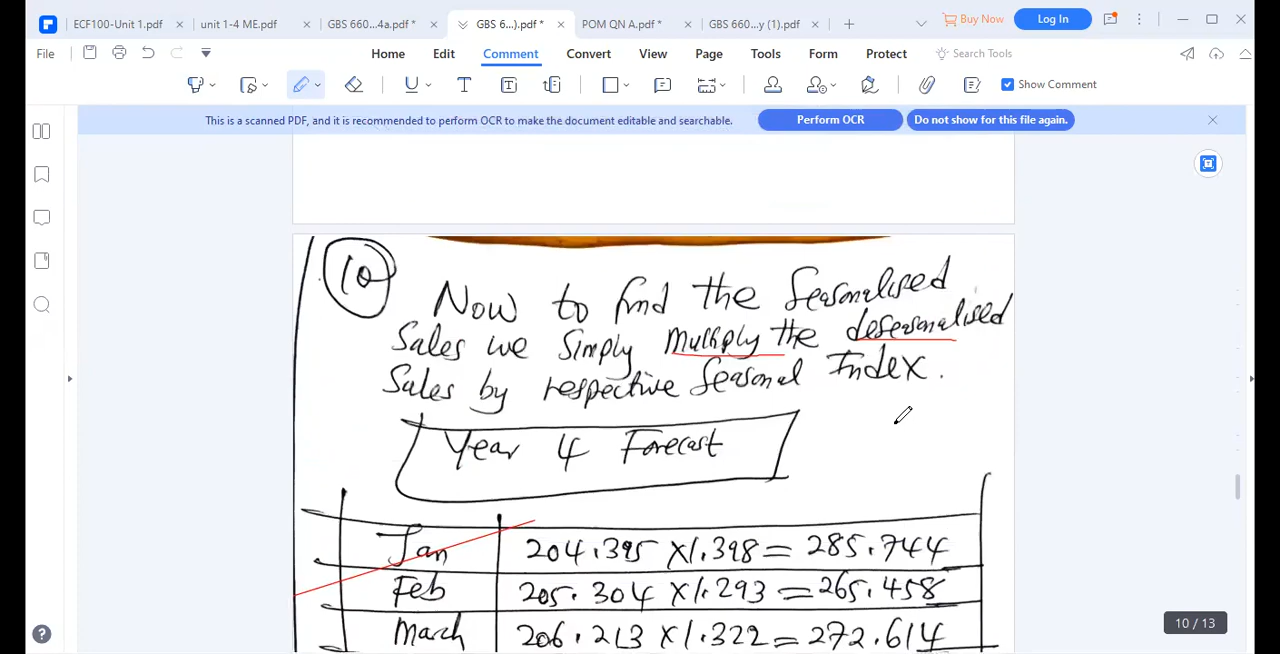 ECF100-Unit 1.pdf
unit 1-4 ME.pdf
GBS 660....4a.pdf *
GBS 6...).pdf *
POM QN A.pdf *
GBS 660...y (1).pdf
Buy Now
Log In
File
Home
Edit
Comment
Convert
View
Page
Tools
Form
Protect
Search Tools
Show Comment
This is a scanned PDF, and it is recommended to perform OCR to make the document editable and searchable.
Perform OCR
Do not show for this file again.
10
Now to find the Seasonalised
Sales we Simply Multiply the deseasonalised
Sales by respective Seasonal Index.
Year 4 Forecast
Jan 204.395 X1.398 = 285.744
Feb 205.304 X1.293 = 265.458
March 206.213 X1.322 = 272.614
10 / 13